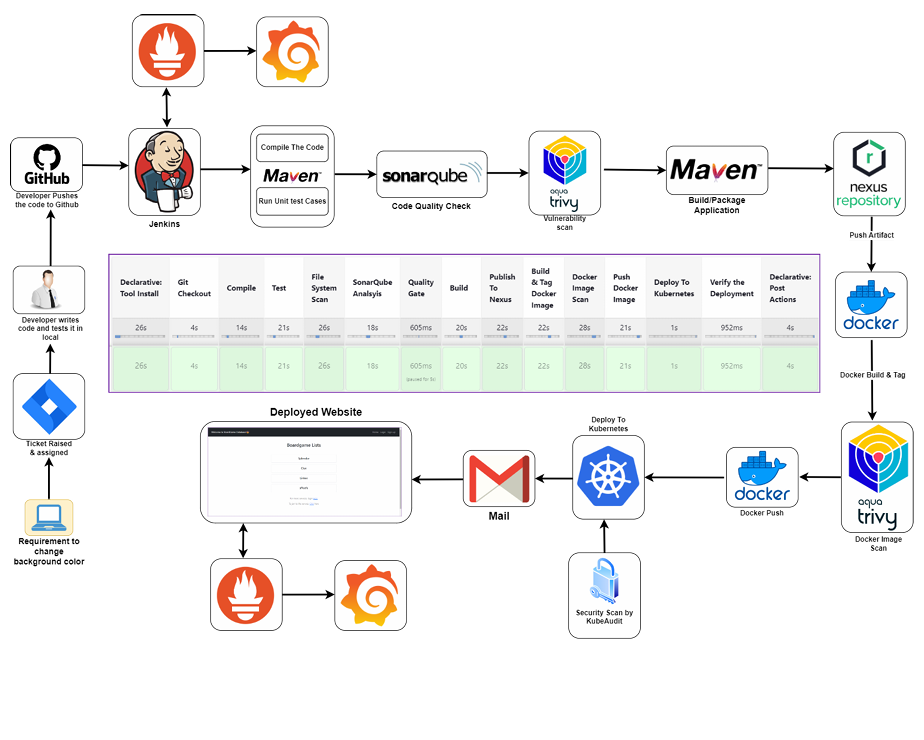 GitHub
Developer Pushes
the code to Github
Jenkins
Compile The Code
Maven™
Run Unit test Cases
sonarqube
Code Quality Check
aqua
trivy
Vulnerability
scan
Maven™
Build/Package
Application
nexus
repository
Push Artifact
Developer writes
code and tests it in
local
Ticket Raised
& assigned
Requirement to
change
background color
Declarative:
Tool Install
Git
Checkout
Compile
Test
File
System
Scan
SonarQube
Analsyis
Quality
Gate
Build
Publish
To
Nexus
Build
& Tag
Docker
Image
Docker
Image
Scan
Push
Docker
Image
Deploy To
Kubernetes
Verify the
Deployment
Declarative:
Post
Actions
26s 4s 14s 21s 26s 18s 605ms 20s 22s 22s 28s 21s 1s 952ms 4s
26s 4s 14s 21s 26s 18s 605ms 20s 22s 22s 28s 21s 1s 952ms 4s
docker
Docker Build & Tag
aqua
trivy
Docker Image
Scan
docker
Docker Push
Deploy To
Kubernetes
Security Scan by
KubeAudit
Mail
Deployed Website
Boardgame Lists